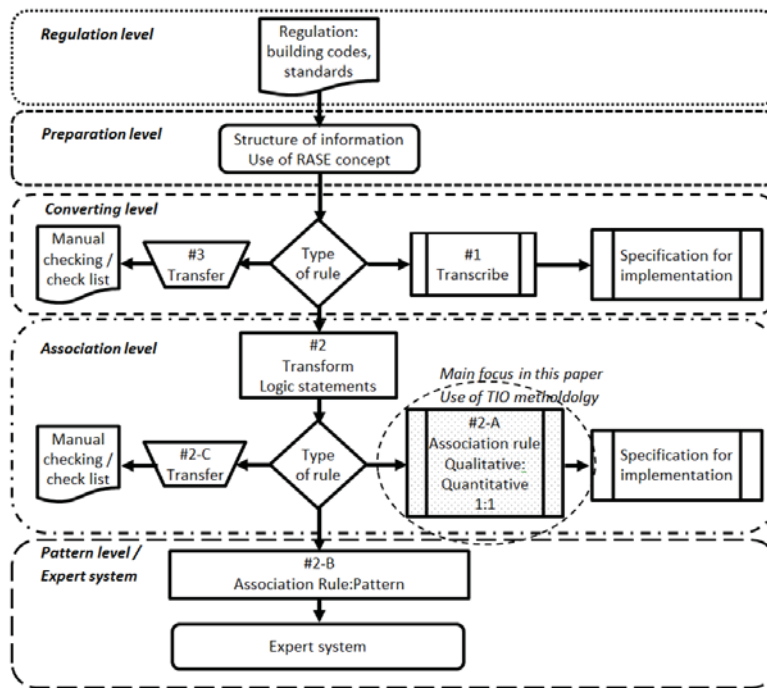 Regulation level
Regulation:
building codes,
standards
Preparation level
Structure of information
Use of RASE concept
Converting level
Manual
checking /
check list
#3
Transfer
Type
of rule
#1
Transcribe
Specification for
implementation
Association level
#2
Transform
Logic statements
Main focus in this paper
Use of TIO metholdolgy
Manual
checking /
check list
#2-C
Transfer
Type
of rule
#2-A
Association rule
Qualitative:
Quantitative
1:1
Specification for
implementation
Pattern level /
Expert system
#2-B
Association Rule:Pattern
Expert system